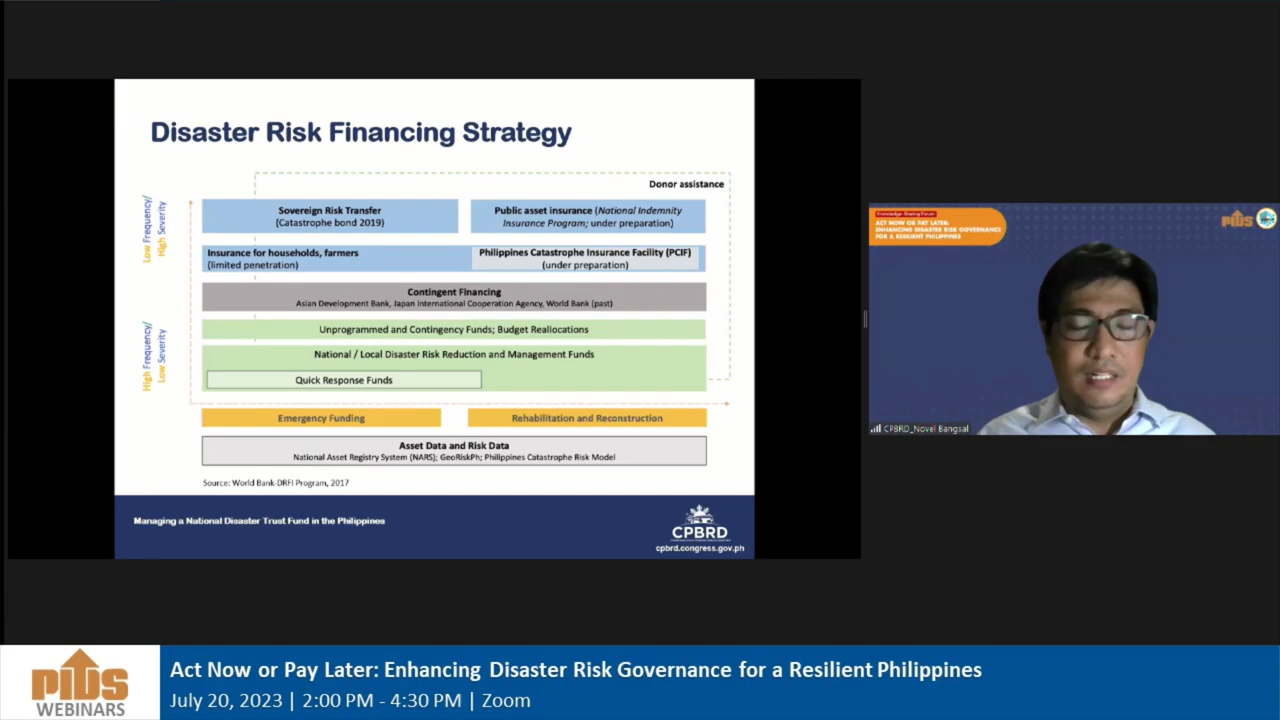 Disaster Risk Financing Strategy
Donor assistance
Low Frequency/
High Severity
Sovereign Risk Transfer
(Catastrophe bond 2019)
Public asset insurance (National Indemnity
Insurance Program; under preparation)
Insurance for households, farmers
(limited penetration)
Philippines Catastrophe Insurance Facility (PCIF)
(under preparation)
Contingent Financing
Asian Development Bank, Japan International Cooperation Agency, World Bank (past)
High Frequency/
Low Severity
Unprogrammed and Contingency Funds; Budget Reallocations
National / Local Disaster Risk Reduction and Management Funds
Quick Response Funds
Emergency Funding
Rehabilitation and Reconstruction
Asset Data and Risk Data
National Asset Registry System (NARS); GeoRiskPh; Philippines Catastrophe Risk Model
Source: World Bank-DRFI Program, 2017
Managing a National Disaster Trust Fund in the Philippines
CPBRD
cpbrd.congress.gov.ph
Knowledge-Sharing Forum
ACT NOW OR PAY LATER:
ENHANCING DISASTER RISK GOVERNANCE
FOR A RESILIENT PHILIPPINES
PIDS
CPBRD_Novel Bangsal
PIDS
WEBINARS
Act Now or Pay Later: Enhancing Disaster Risk Governance for a Resilient Philippines
July 20, 2023 | 2:00 PM - 4:30 PM | Zoom